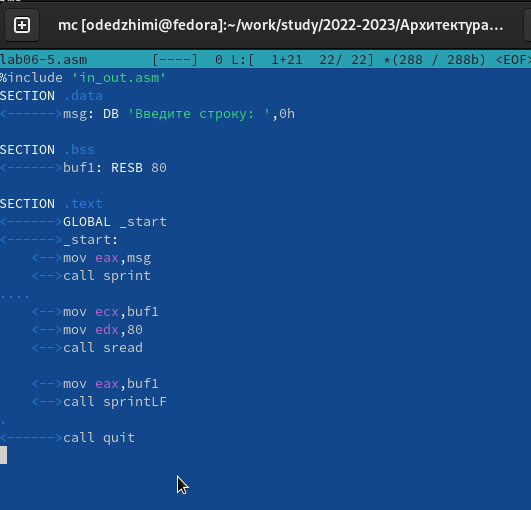 mc [odedzhimi@fedora]:~/work/study/2022-2023/Архитектура...
lab06-5.asm [----] 0 L:[ 1+21 22/ 22] *(288 / 288b) <EOF>
%include 'in_out.asm'
SECTION .data
<------>msg: DB 'Введите строку: ',0h
SECTION .bss
<------>buf1: RESB 80
SECTION .text
<------>GLOBAL _start
<------>_start:
<-->mov eax,msg
<-->call sprint
....
<-->mov ecx,buf1
<-->mov edx,80
<-->call sread
<-->mov eax,buf1
<-->call sprintLF
.
<------>call quit